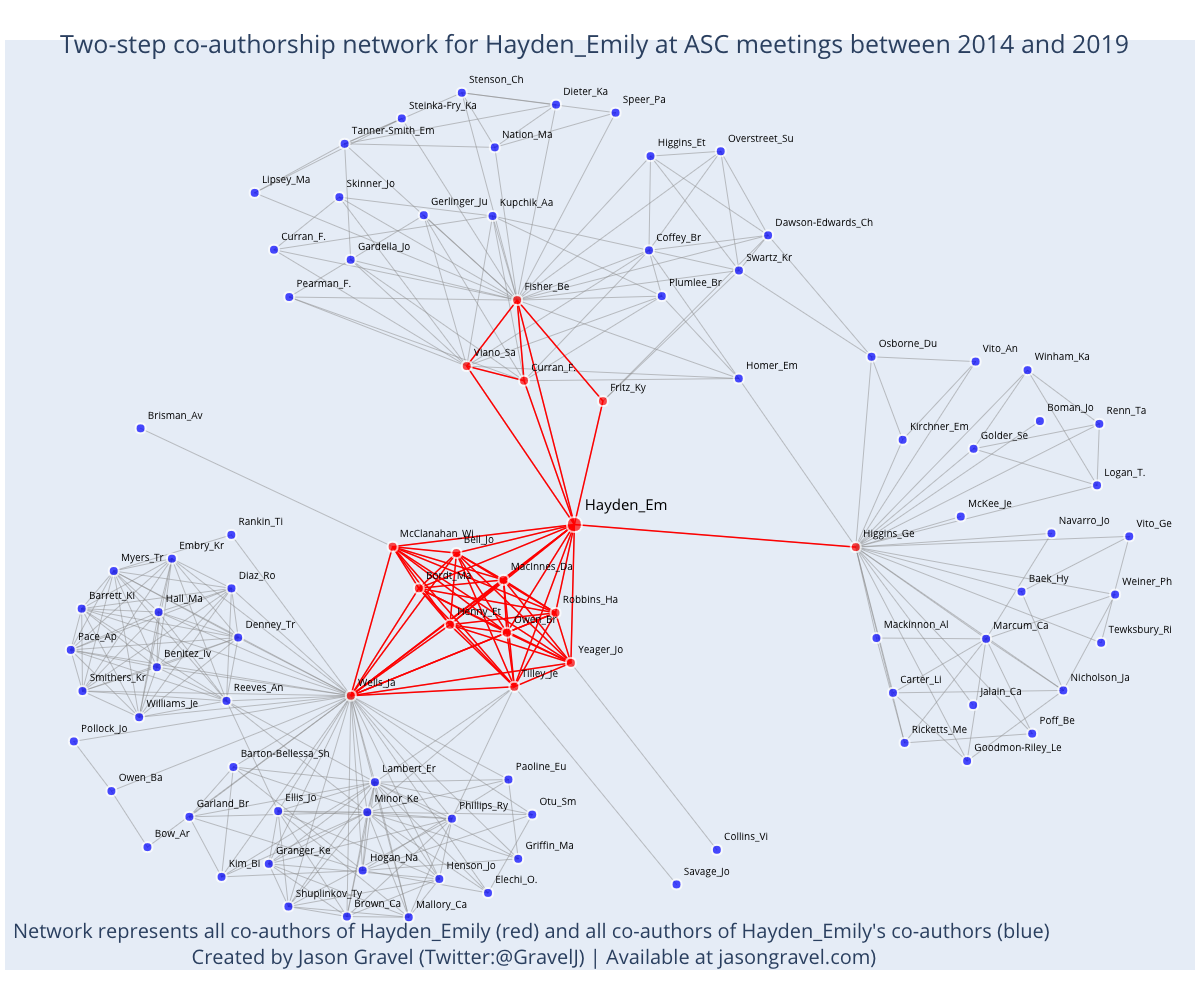 Two-step co-authorship network for Hayden_Emily at ASC meetings between 2014 and 2019
Stenson_Ch
Dieter_Ka
Speer_Pa
Steinka-Fry_Ka
Tanner-Smith_Em
Nation_Ma
Higgins_Et
Overstreet_Su
Lipsey_Ma
Skinner_Jo
Gerlinger_Ju
Kupchik_Aa
Dawson-Edwards_Ch
Curran_F.
Gardella_Jo
Coffey_Br
Swartz_Kr
Pearman_F.
Fisher_Be
Plumlee_Br
Viano_Sa
Curran_F.
Homer_Em
Fritz_Ky
Osborne_Du
Vito_An
Winham_Ka
Brisman_Av
Kirchner_Em
Golder_Se
Boman_Jo
Renn_Ta
Logan_T.
Hayden_Em
McKee_Je
Higgins_Ge
Navarro_Jo
Vito_Ge
Rankin_Ti
McClanahan_Wi
Bell_Jo
Myers_Tr
Embry_Kr
Diaz_Ro
Bordt_Ma
MacInnes_Da
Baek_Hy
Weiner_Ph
Barrett_Ki
Hall_Ma
Robbins_Ha
Denney_Tr
Hanny_Et
Owen_Br
Mackinnon_Al
Marcum_Ca
Tewksbury_Ri
Pace_Ap
Benitez_Iv
Yeager_Jo
Smithers_Kr
Reeves_An
Wells_Ja
Tilley_Je
Carter_Li
Jalain_Ca
Nicholson_Ja
Williams_Je
Pollock_Jo
Ricketts_Me
Poff_Be
Goodmon-Riley_Le
Barton-Bellessa_Sh
Owen_Ba
Lambert_Er
Paoline_Eu
Garland_Br
Ellis_Jo
Minor_Ke
Phillips_Ry
Otu_Sm
Bow_Ar
Kim_Bi
Granger_Ke
Hogan_Na
Henson_Jo
Griffin_Ma
Collins_Vi
Elechi_O.
Savage_Jo
Shuplinkov_Ty
Brown_Ca
Mallory_Ca
Network represents all co-authors of Hayden_Emily (red) and all co-authors of Hayden_Emily's co-authors (blue)
Created by Jason Gravel (Twitter:@GravelJ) | Available at jasongravel.com)